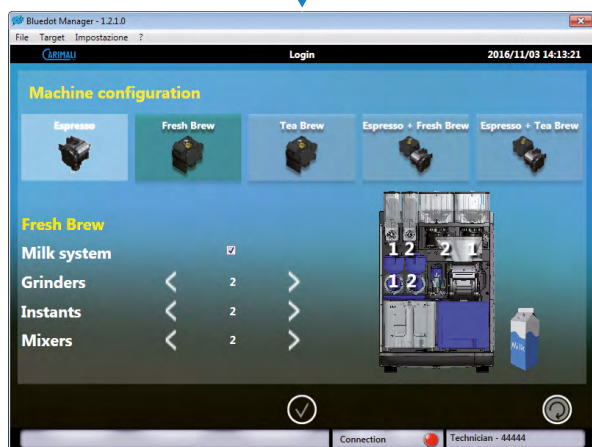 Bluedot Manager - 1.2.1.0
File Target Impostazione ?
CARIMALI Login 2016/11/03 14:13:21
Machine configuration
Espresso Fresh Brew Tea Brew Espresso + Fresh Brew Espresso + Tea Brew
Fresh Brew
Milk system
Grinders 2
Instants 2
Mixers 2
1 2 2 1
1 2
Milk
Connection Technician - 44444